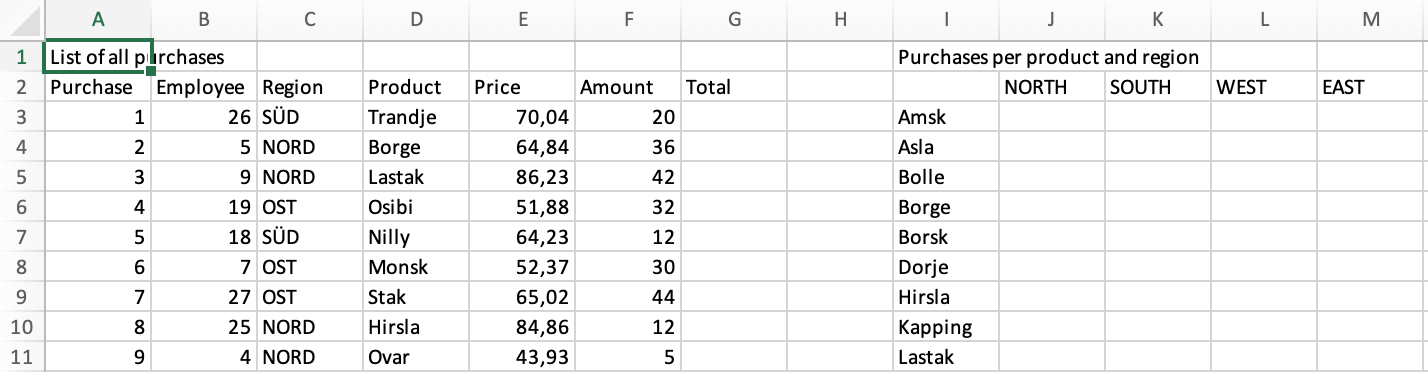 A B C D E F G H I J K L M
1 List of all purchases Purchases per product and region
2 Purchase Employee Region Product Price Amount Total NORTH SOUTH WEST EAST
3 1 26 SÜD Trandje 70,04 20 Amsk
4 2 5 NORD Borge 64,84 36 Asla
5 3 9 NORD Lastak 86,23 42 Bolle
6 4 19 OST Osibi 51,88 32 Borge
7 5 18 SÜD Nilly 64,23 12 Borsk
8 6 7 OST Monsk 52,37 30 Dorje
9 7 27 OST Stak 65,02 44 Hirsla
10 8 25 NORD Hirsla 84,86 12 Kapping
11 9 4 NORD Ovar 43,93 5 Lastak